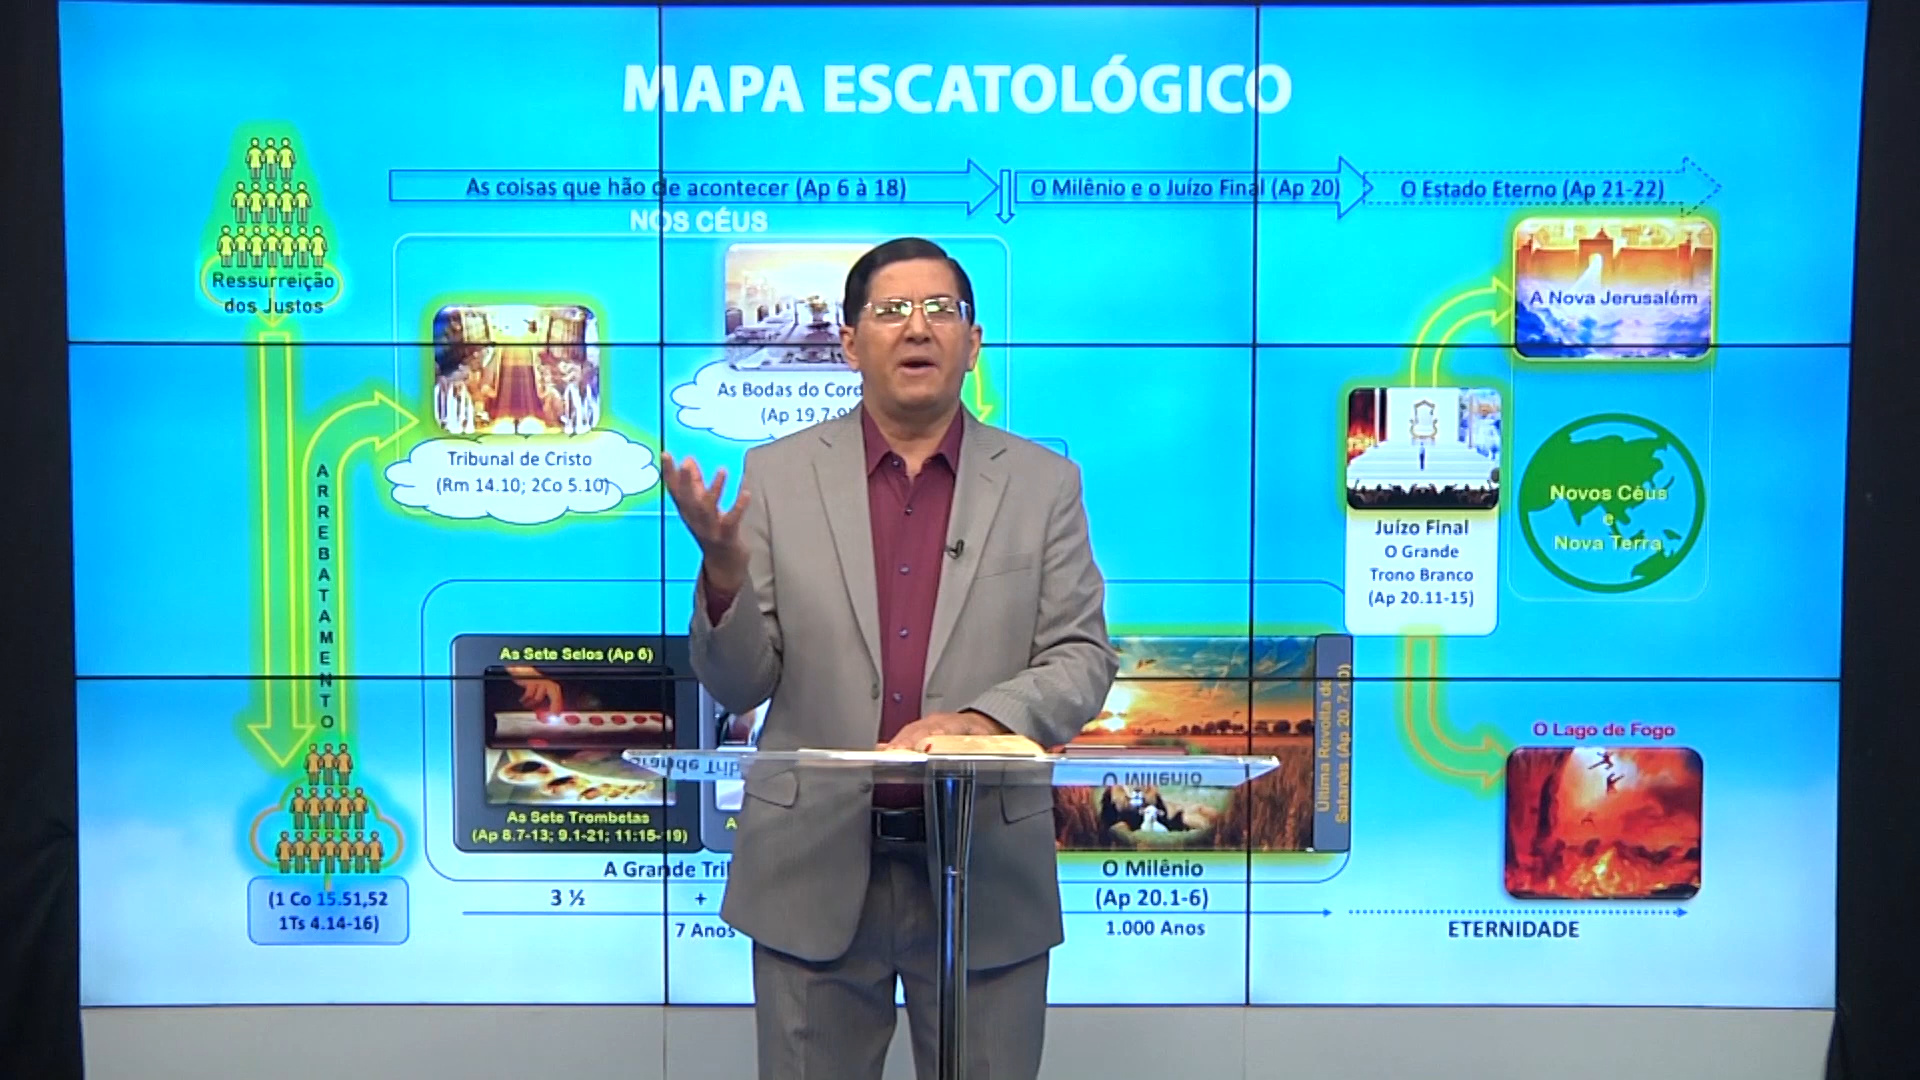 MAPA ESCATOLÓGICO
As coisas que hão de acontecer (Ap 6 à 18)
O Milênio e o Juízo Final (Ap 20)
O Estado Eterno (Ap 21-22)
NOS CÉUS
Ressurreição
dos Justos
A Nova Jerusalém
As Bodas do Cord
(Ap 19.7-9
Tribunal de Cristo
(Rm 14.10; 2Co 5.10)
ARREBATAMENTO
Novos Céus
e
Nova Terra
Juízo Final
O Grande
Trono Branco
(Ap 20.11-15)
As Sete Selos (Ap 6)
Última Revolta de
Satanás (Ap 20.7-10)
O Lago de Fogo
Grande Trib
O Milênio
As Sete Trombetas
(Ap 8.7-13; 9.1-21; 11:15-19)
A
A Grande Tri
O Milênio
(1 Co 15.51,52
1Ts 4.14-16)
3 ½
+
(Ap 20.1-6)
7 Anos
1.000 Anos
ETERNIDADE